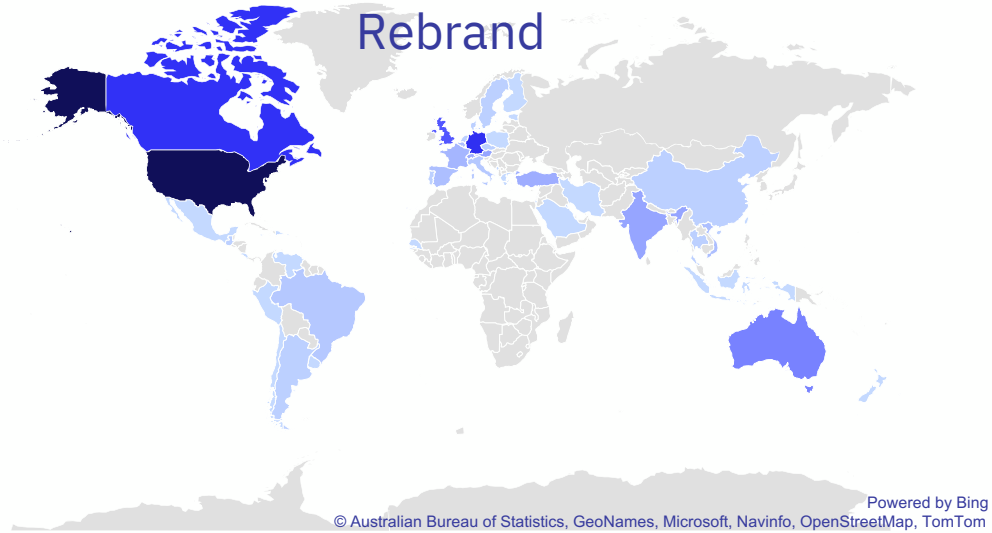 Rebrand
Powered by Bing
© Australian Bureau of Statistics, GeoNames, Microsoft, Navinfo, OpenStreetMap, TomTom